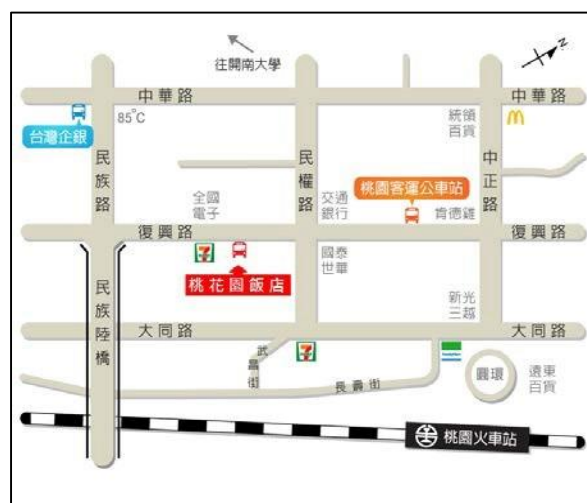 往開南大學
N
中華路
中華路
85°C
台灣企銀
統領
百貨
民族路
民權路
中正路
桃園客運公車站
全國
電子
交通
銀行
肯德雞
復興路
復興路
7
ELEVEN
國泰
世華
桃花園飯店
民族陸橋
新光
三越
大同路
大同路
武昌街
7
ELEVEN
長壽街
圓環
遠東
百貨
桃園火車站